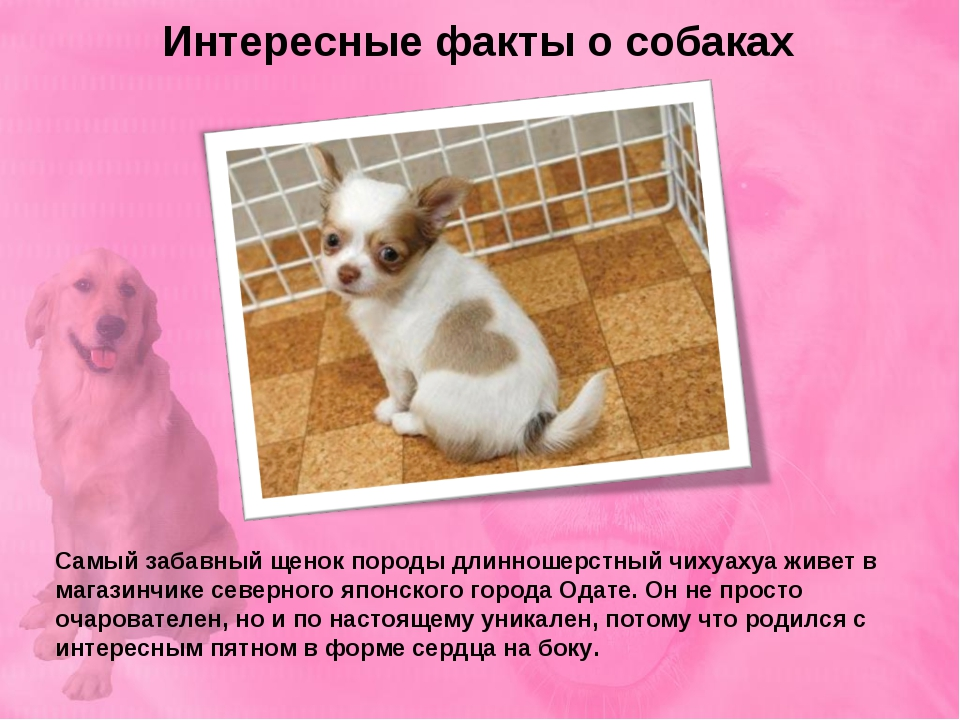 Интересные факты о собаках
Самый забавный щенок породы длинношерстный чихуахуа живет в
магазинчике северного японского города Одате. Он не просто
очарователен, но и по настоящему уникален, потому что родился с
интересным пятном в форме сердца на боку.